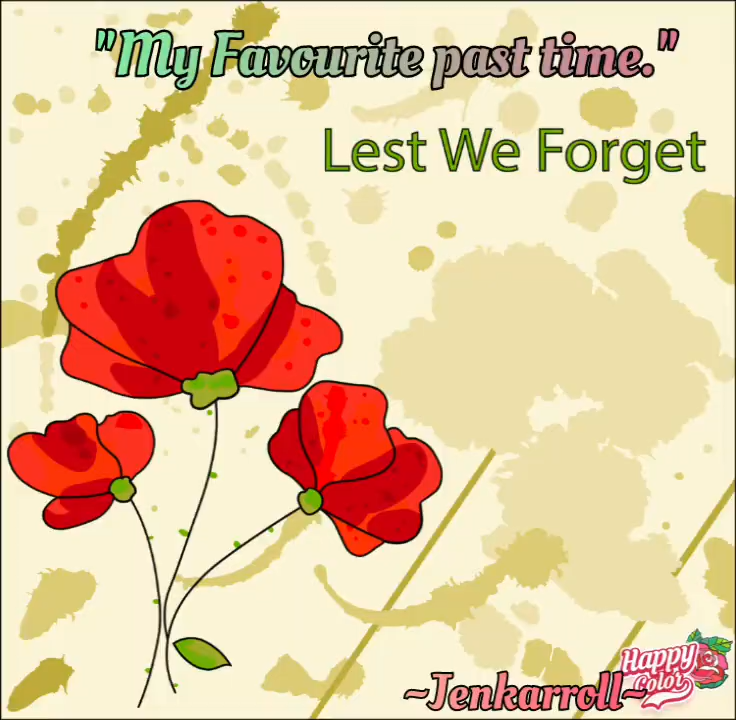 "My Favourite past time."
Lest We Forget
Happy
Color
~Jenkarroll~